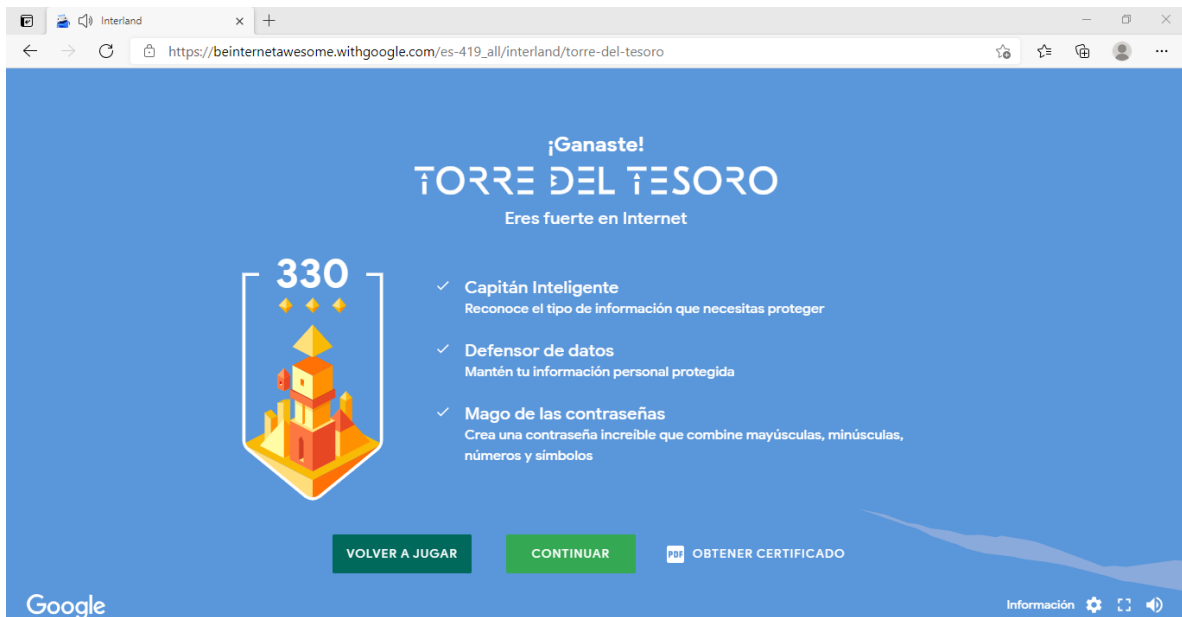 Interland
https://beinternetawesome.withgoogle.com/es-419_all/interland/torre-del-tesoro
¡Ganaste!
TORRE DEL TESORO
Eres fuerte en Internet
330
Capitán Inteligente
Reconoce el tipo de información que necesitas proteger
Defensor de datos
Mantén tu información personal protegida
Mago de las contraseñas
Crea una contraseña increíble que combine mayúsculas, minúsculas,
números y símbolos
VOLVER A JUGAR
CONTINUAR
PDF OBTENER CERTIFICADO
Google
Información